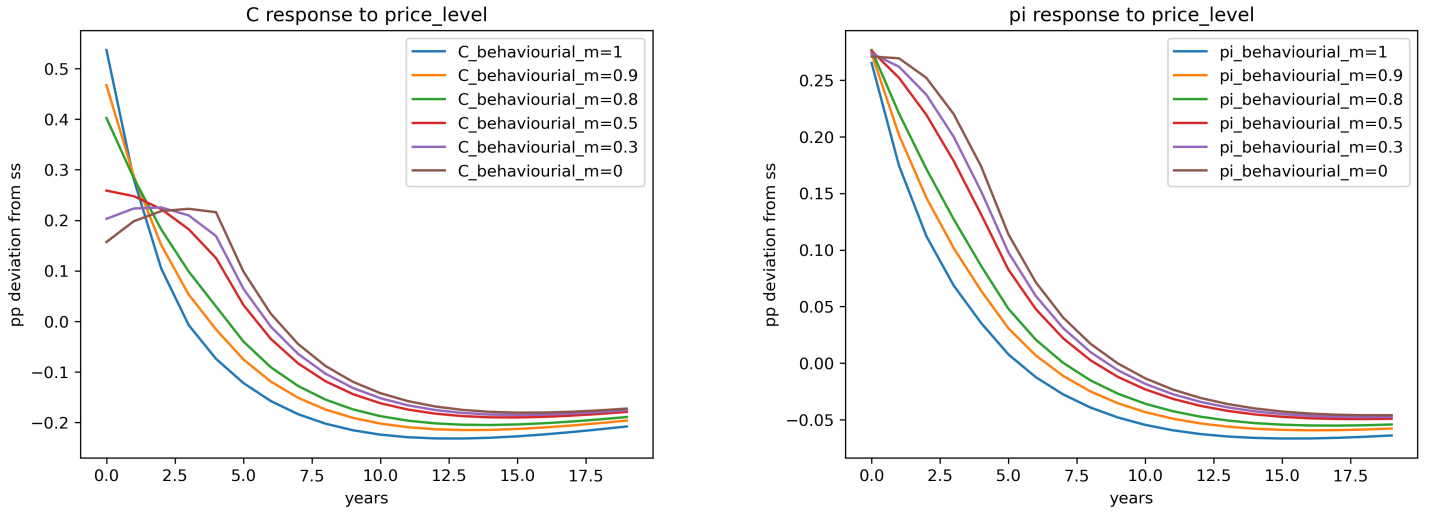 C response to price_level
C_behaviourial_m=1
C_behaviourial_m=0.9
C_behaviourial_m=0.8
C_behaviourial_m=0.5
C_behaviourial_m=0.3
C_behaviourial_m=0
pp deviation from ss
0.5
0.4
0.3
0.2
0.1
0.0
−0.1
−0.2
0.0 2.5 5.0 7.5 10.0 12.5 15.0 17.5
years
pi response to price_level
pi_behaviourial_m=1
pi_behaviourial_m=0.9
pi_behaviourial_m=0.8
pi_behaviourial_m=0.5
pi_behaviourial_m=0.3
pi_behaviourial_m=0
pp deviation from ss
0.25
0.20
0.15
0.10
0.05
0.00
−0.05
0.0 2.5 5.0 7.5 10.0 12.5 15.0 17.5
years